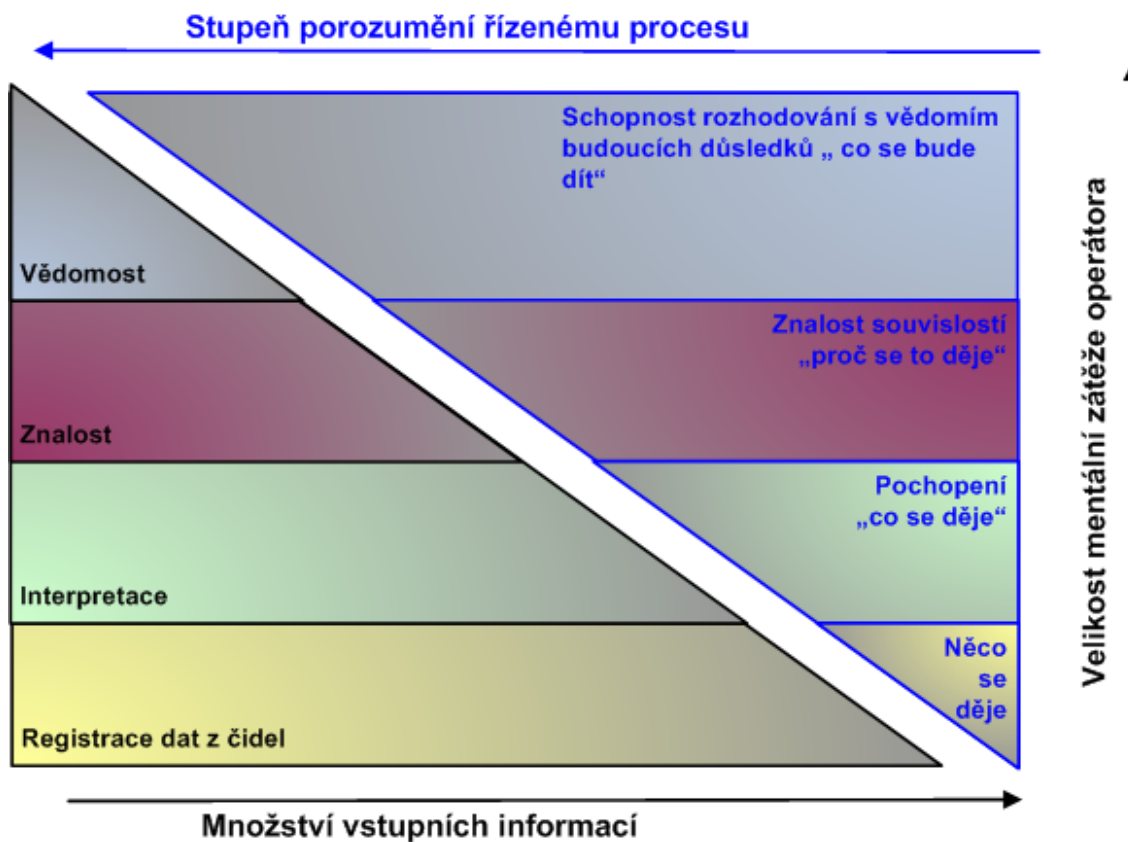 Stupeň porozumění řízenému procesu
Schopnost rozhodování s vědomím
budoucích důsledků „ co se bude
dít“
Vědomost
Znalost souvislostí
„proč se to děje“
Znalost
Pochopení
„co se děje“
Interpretace
Něco
se
děje
Registrace dat z čidel
Množství vstupních informací
Velikost mentální zátěže operátora